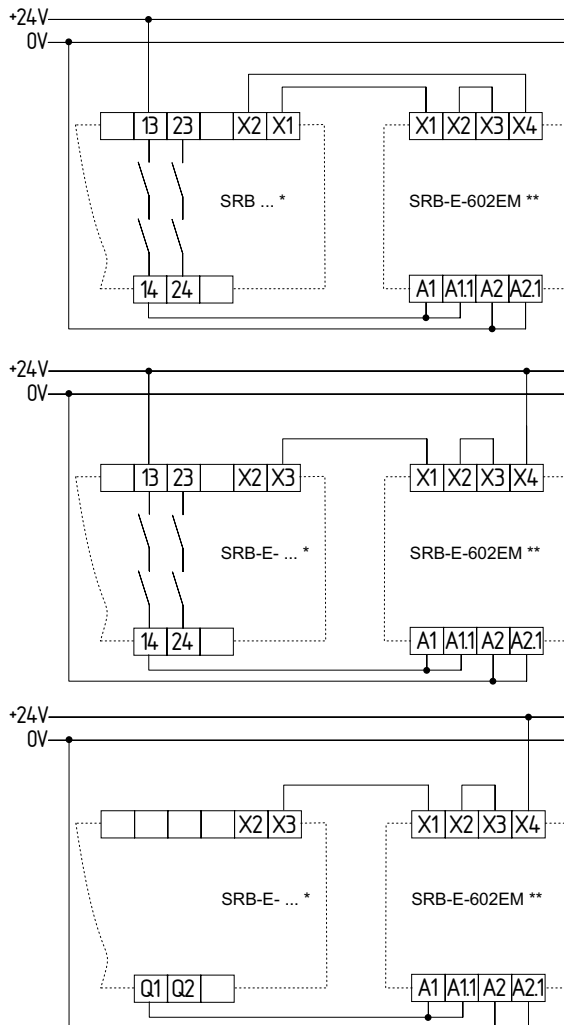 +24V
0V
13 23 X2 X1 X1 X2 X3 X4
SRB ... * SRB-E-602EM **
14 24 A1 A1.1 A2 A2.1
+24V
0V
13 23 X2 X3 X1 X2 X3 X4
SRB-E- ... * SRB-E-602EM **
14 24 A1 A1.1 A2 A2.1
+24V
0V
X2 X3 X1 X2 X3 X4
SRB-E- ... * SRB-E-602EM **
Q1 Q2 A1 A1.1 A2 A2.1